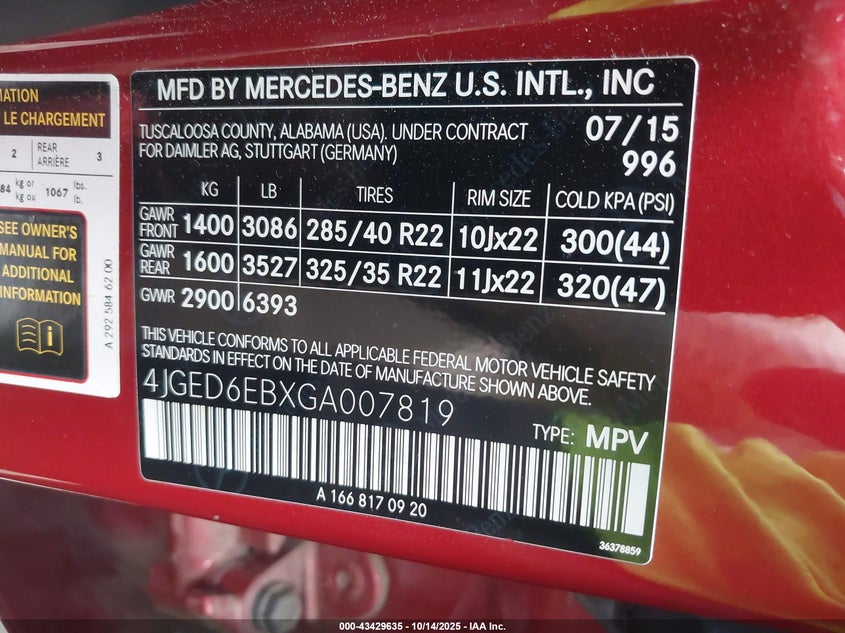 MATION
LE CHARGEMENT
2 REAR ARRIÈRE 3
84 kg or kg ou 1067 lbs. lb.
SEE OWNER'S
MANUAL FOR
ADDITIONAL
INFORMATION
A 292 584 62 00
MFD BY MERCEDES-BENZ U.S. INTL., INC
TUSCALOOSA COUNTY, ALABAMA (USA). UNDER CONTRACT
FOR DAIMLER AG, STUTTGART (GERMANY)
07/15
996
KG LB TIRES RIM SIZE COLD KPA (PSI)
GAWR FRONT 1400 3086 285/40 R22 10Jx22 300(44)
GAWR REAR 1600 3527 325/35 R22 11Jx22 320(47)
GWR 2900 6393
THIS VEHICLE CONFORMS TO ALL APPLICABLE FEDERAL MOTOR VEHICLE SAFETY
STANDARDS IN EFFECT ON THE DATE OF MANUFACTURE SHOWN ABOVE.
4JGED6EBXGA007819
TYPE: MPV
A 166 817 09 20
36378859
000-43429635 - 10/14/2025 - IAA Inc.